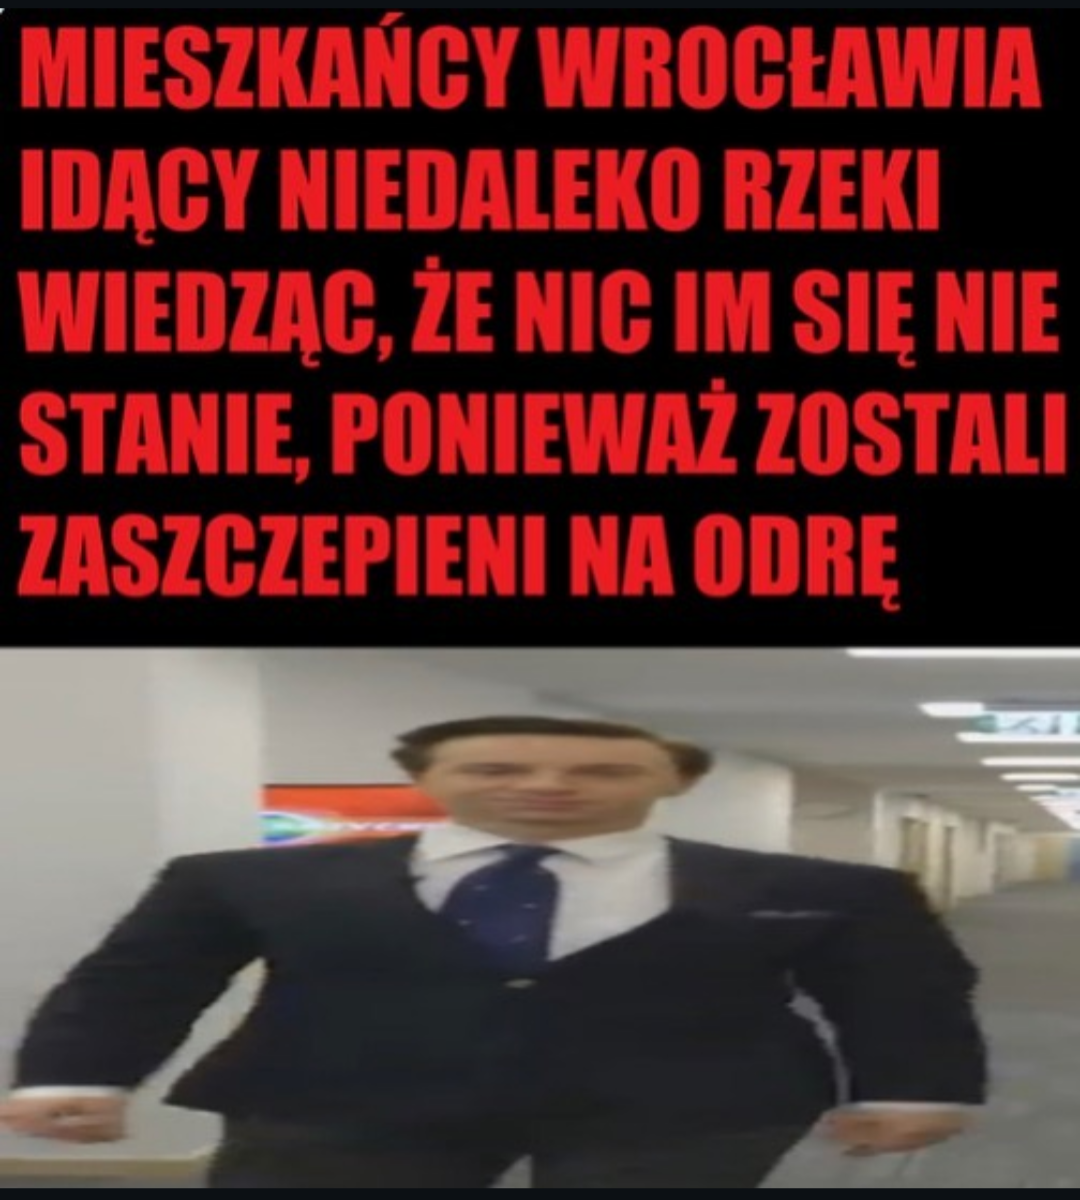 MIESZKAŃCY WROCŁAWIA
IDĄCY NIEDALEKO RZEKI
WIEDZĄC, ŻE NIC IM SIĘ NIE
STANIE, PONIEWAŻ ZOSTALI
ZASZCZEPIENI NA ODRĘ